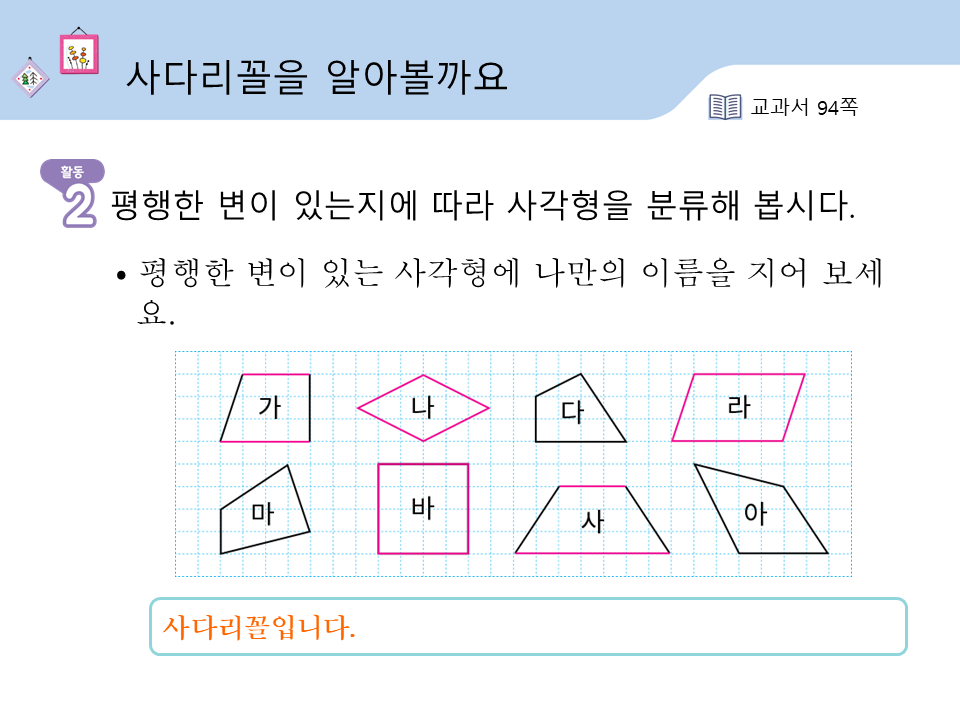 사다리꼴을 알아볼까요
교과서 94쪽
활동
2 평행한 변이 있는지에 따라 사각형을 분류해 봅시다.
• 평행한 변이 있는 사각형에 나만의 이름을 지어 보세
요.
가 나 다 라
마 바 사 아
사다리꼴입니다.